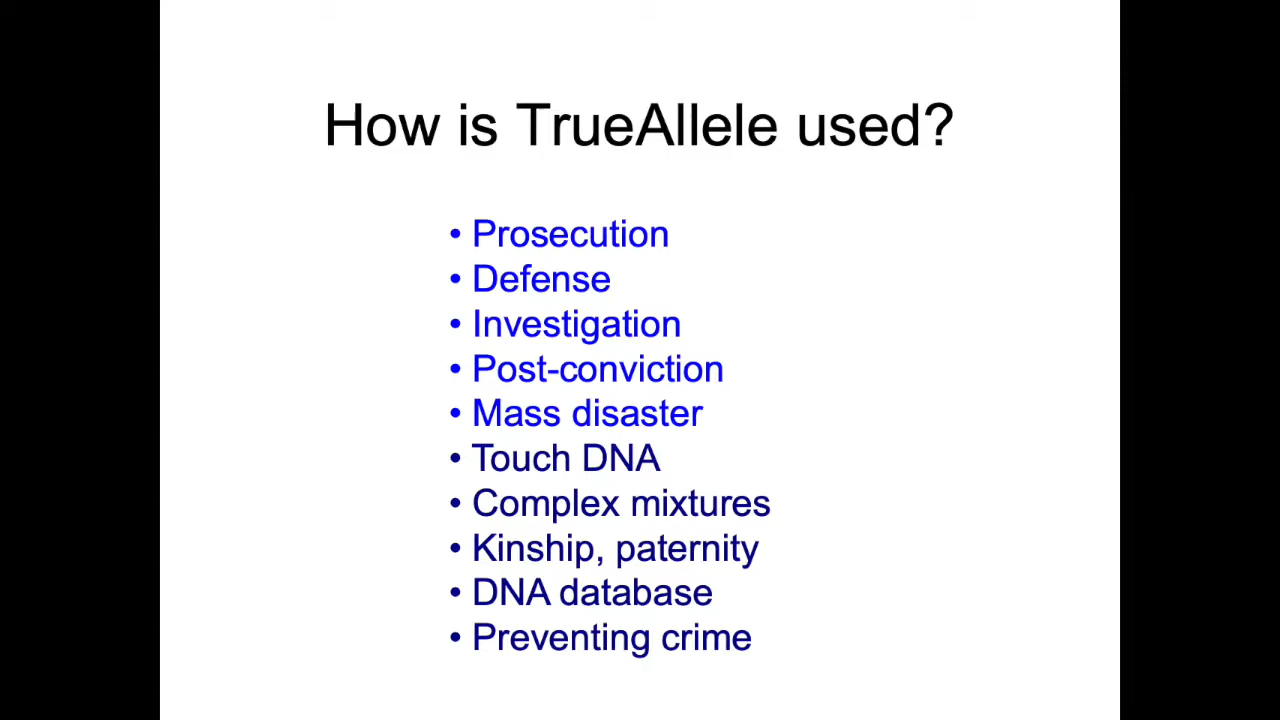 How is TrueAllele used?
• Prosecution
• Defense
• Investigation
• Post-conviction
• Mass disaster
• Touch DNA
• Complex mixtures
• Kinship, paternity
• DNA database
• Preventing crime